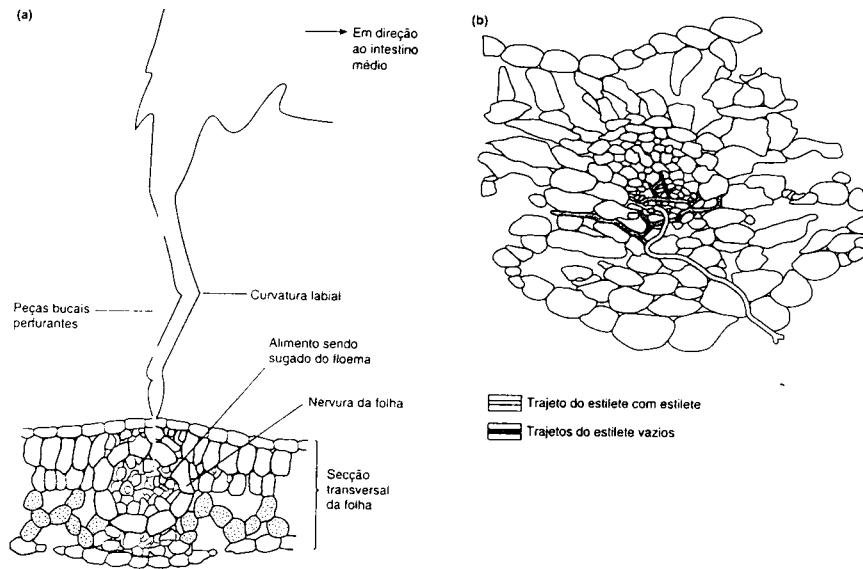 (a)
Em direção
ao intestino
médio
Peças bucais
perfurantes
Curvatura labial
Alimento sendo
sugado do floema
Nervura da folha
Secção
transversal
da folha
(b)
Trajeto do estilete com estilete
Trajetos do estilete vazios